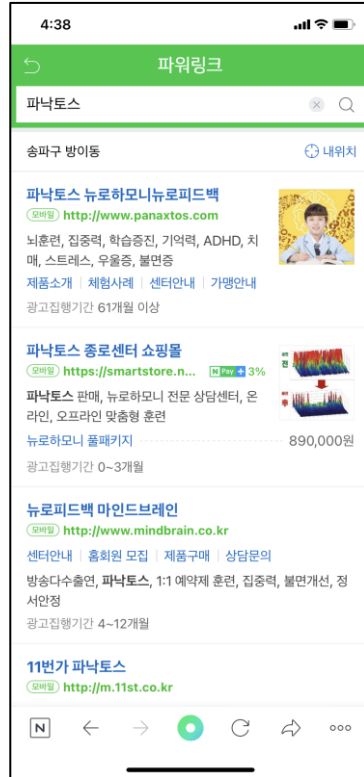 4:38
파워링크
파낙토스
송파구 방이동 내위치
파낙토스 뉴로하모니뉴로피드백
모바일 http://www.panaxtos.com
뇌훈련, 집중력, 학습증진, 기억력, ADHD, 치
매, 스트레스, 우울증, 불면증
제품소개 | 체험사례 | 센터안내 | 가맹안내
광고집행기간 61개월 이상
파낙토스 종로센터 쇼핑몰
모바일 https://smartstore.n... N Pay + 3%
파낙토스 판매, 뉴로하모니 전문 상담센터, 온
라인, 오프라인 맞춤형 훈련
전
후
뉴로하모니 풀패키지 890,000원
광고집행기간 0~3개월
뉴로피드백 마인드브레인
모바일 http://www.mindbrain.co.kr
센터안내 | 홈회원 모집 | 제품구매 | 상담문의
방송다수출연, 파낙토스, 1:1 예약제 훈련, 집중력, 불면개선, 정
서안정
광고집행기간 4~12개월
11번가 파낙토스
모바일 http://m.11st.co.kr
N